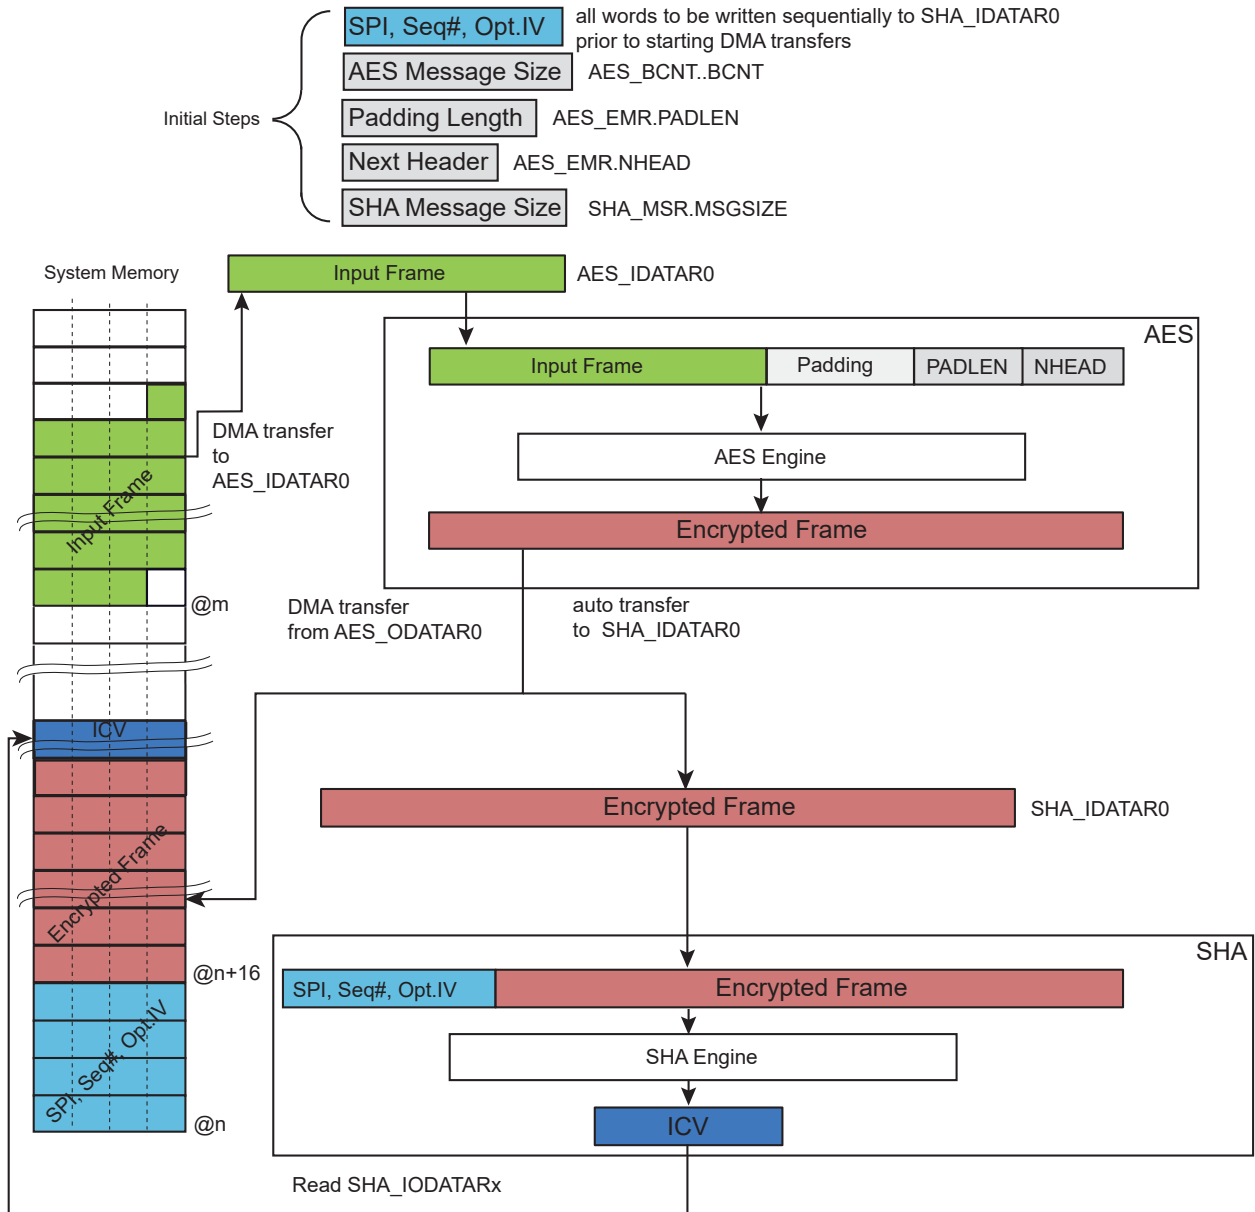 SPI, Seq#, Opt.IV
all words to be written sequentially to SHA_IDATAR0
prior to starting DMA transfers
AES Message Size
AES_BCNT..BCNT
Initial Steps
Padding Length
AES_EMR.PADLEN
Next Header
AES_EMR.NHEAD
SHA Message Size
SHA_MSR.MSGSIZE
System Memory
Input Frame
AES_IDATAR0
AES
Input Frame
Padding
PADLEN
NHEAD
DMA transfer
to
AES_IDATAR0
AES Engine
Input Frame
Encrypted Frame
@m
DMA transfer
from AES_ODATAR0
auto transfer
to SHA_IDATAR0
ICV
Encrypted Frame
SHA_IDATAR0
Encrypted Frame
SHA
@n+16
SPI, Seq#, Opt.IV
Encrypted Frame
SPI, Seq#, Opt.IV
SHA Engine
@n
ICV
Read SHA_IODATARx